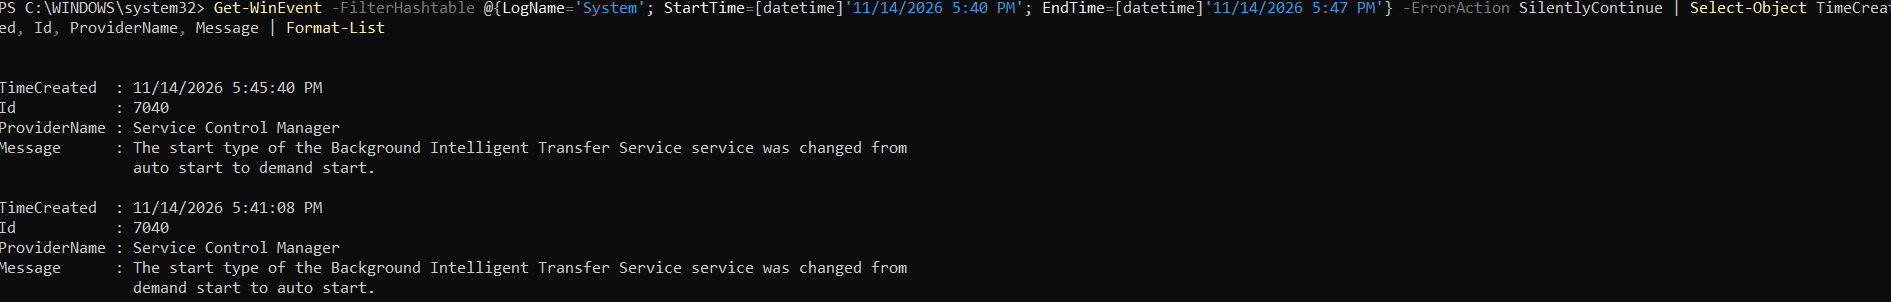 PS C:\WINDOWS\system32> Get-WinEvent -FilterHashtable @{LogName='System'; StartTime=[datetime]'11/14/2026 5:40 PM'; EndTime=[datetime]'11/14/2026 5:47 PM'} -ErrorAction SilentlyContinue | Select-Object TimeCreat
ed, Id, ProviderName, Message | Format-List
TimeCreated : 11/14/2026 5:45:40 PM
Id : 7040
ProviderName : Service Control Manager
Message : The start type of the Background Intelligent Transfer Service service was changed from
auto start to demand start.
TimeCreated : 11/14/2026 5:41:08 PM
Id : 7040
ProviderName : Service Control Manager
Message : The start type of the Background Intelligent Transfer Service service was changed from
demand start to auto start.